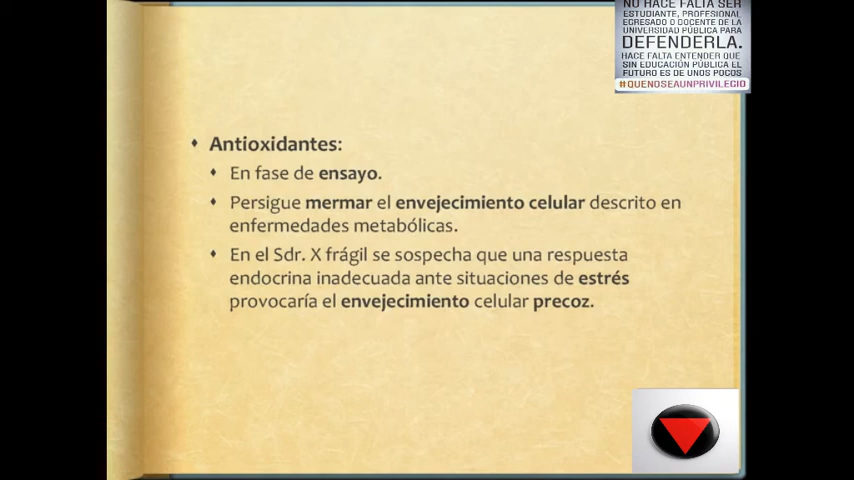 NO HACE FALTA SER
ESTUDIANTE, PROFESIONAL
EGRESADO O DOCENTE DE LA
UNIVERSIDAD PÚBLICA PARA
DEFENDERLA.
HACE FALTA ENTENDER QUE
SIN EDUCACIÓN PÚBLICA EL
FUTURO ES DE UNOS POCOS
#QUENOSEAUNPRIVILEGIO
Antioxidantes:
En fase de ensayo.
Persigue mermar el envejecimiento celular descrito en
enfermedades metabólicas.
En el Sdr. X frágil se sospecha que una respuesta
endocrina inadecuada ante situaciones de estrés
provocaría el envejecimiento celular precoz.